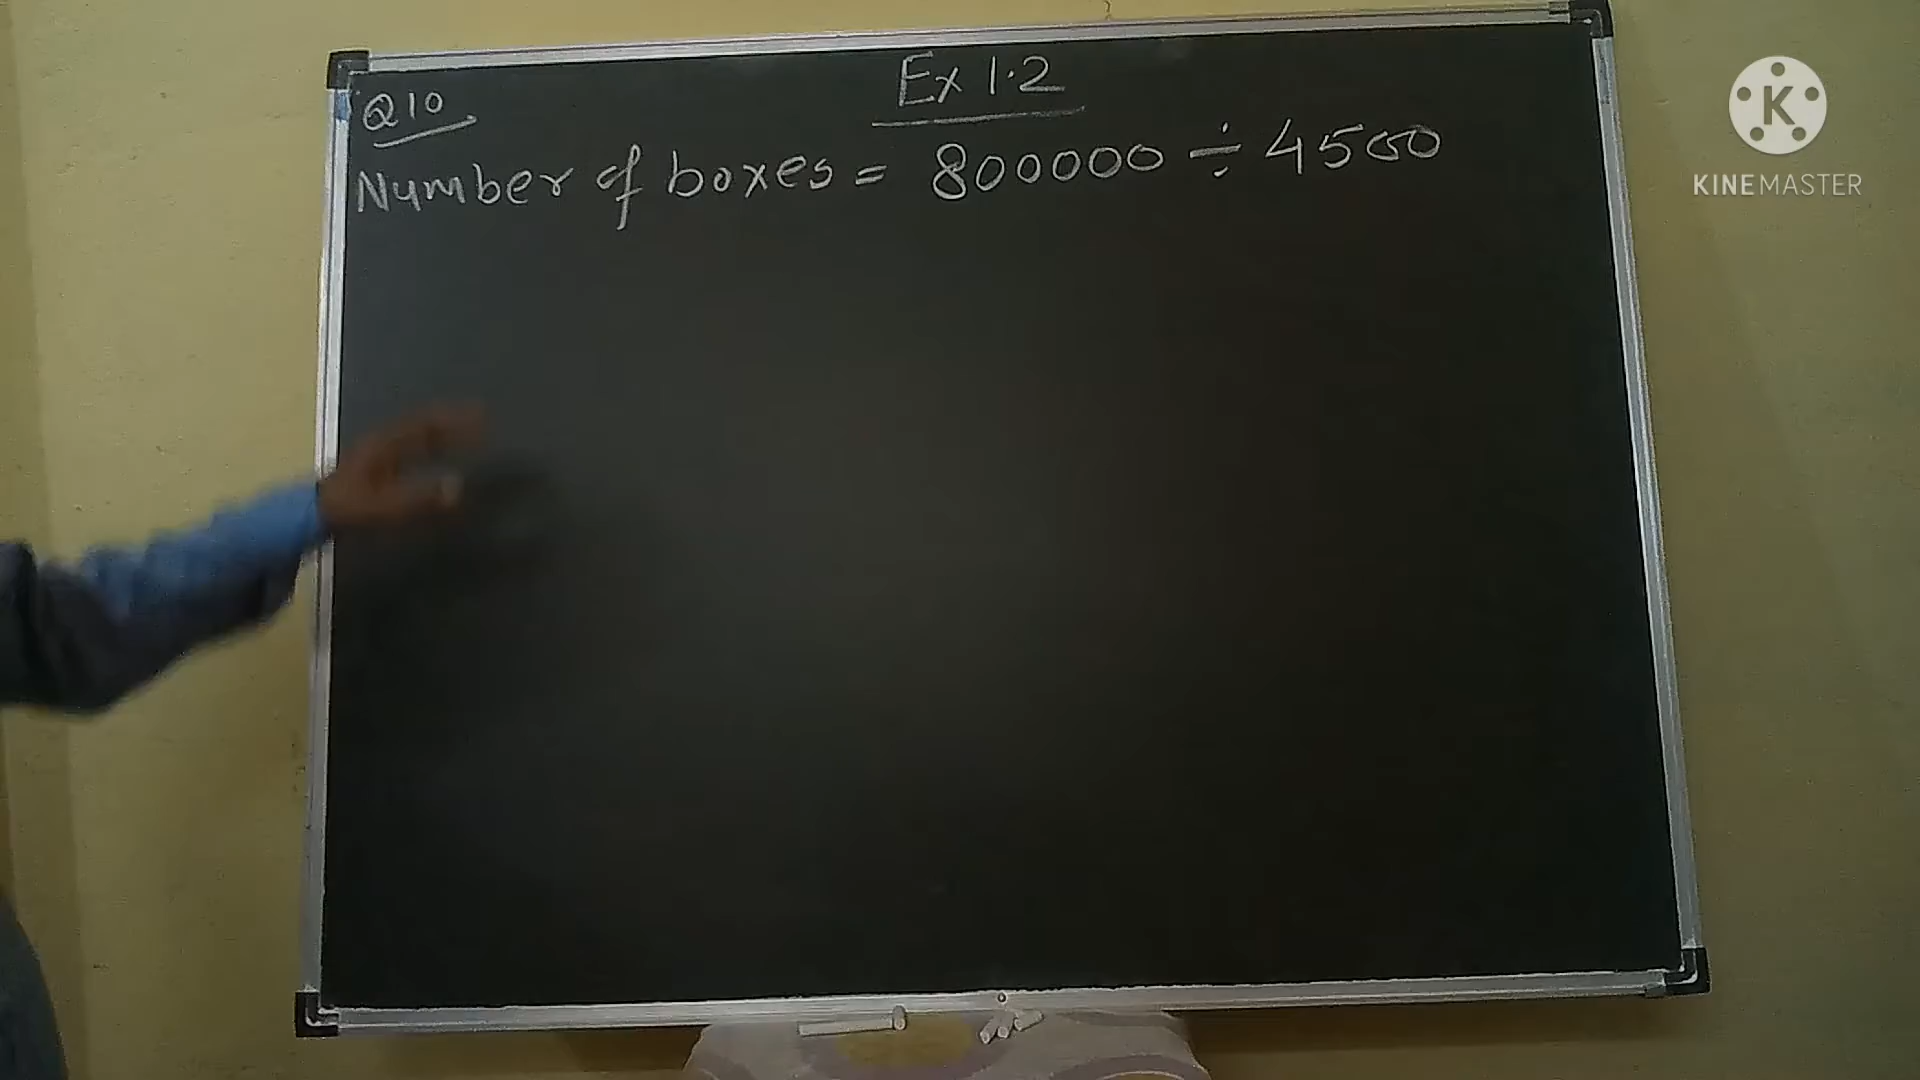 Ex 1.2
Q10
Number of boxes = 800000 ÷ 4500
K
KINEMASTER